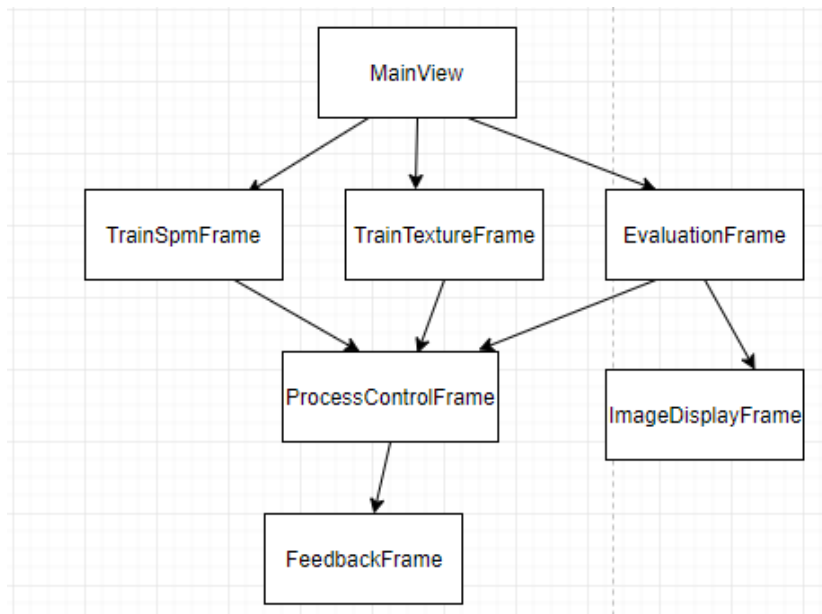 MainView
TrainSpmFrame
TrainTextureFrame
EvaluationFrame
ProcessControlFrame
ImageDisplayFrame
FeedbackFrame